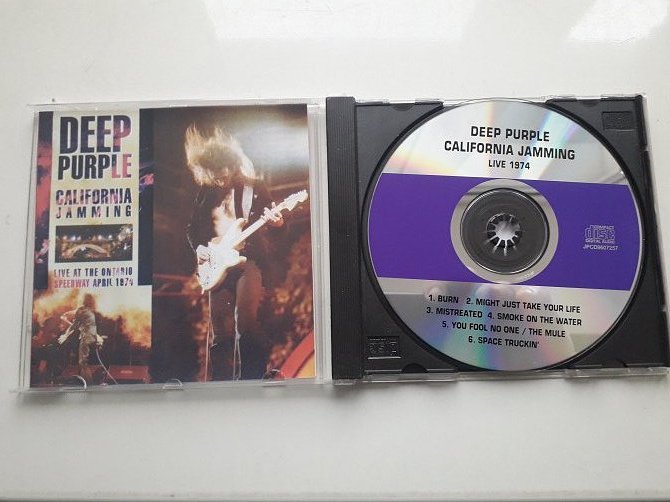 DEEP
PURPLE
CALIFORNIA
JAMMING
LIVE AT THE ONTARIO
SPEEDWAY APRIL 1974
DEEP PURPLE
CALIFORNIA JAMMING
LIVE 1974
COMPACT
disc
DIGITAL AUDIO
JPCD9607257
1. BURN 2. MIGHT JUST TAKE YOUR LIFE
3. MISTREATED 4. SMOKE ON THE WATER
5. YOU FOOL NO ONE / THE MULE
6. SPACE TRUCKIN'